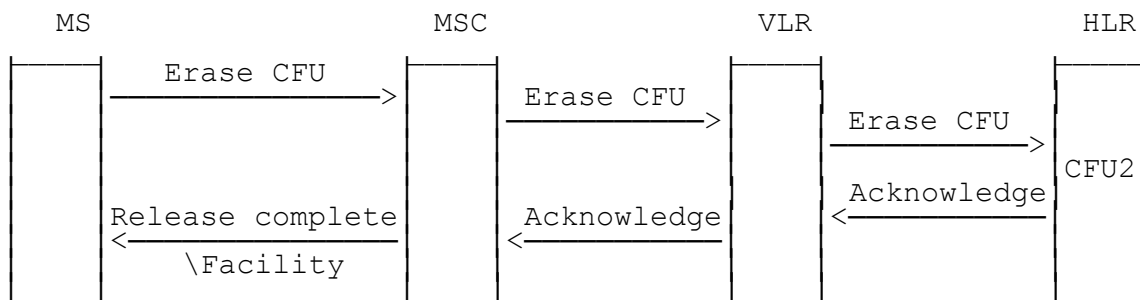 MS MSC VLR HLR
Erase CFU
Erase CFU
Erase CFU
CFU2
Acknowledge
Release complete Acknowledge
\Facility